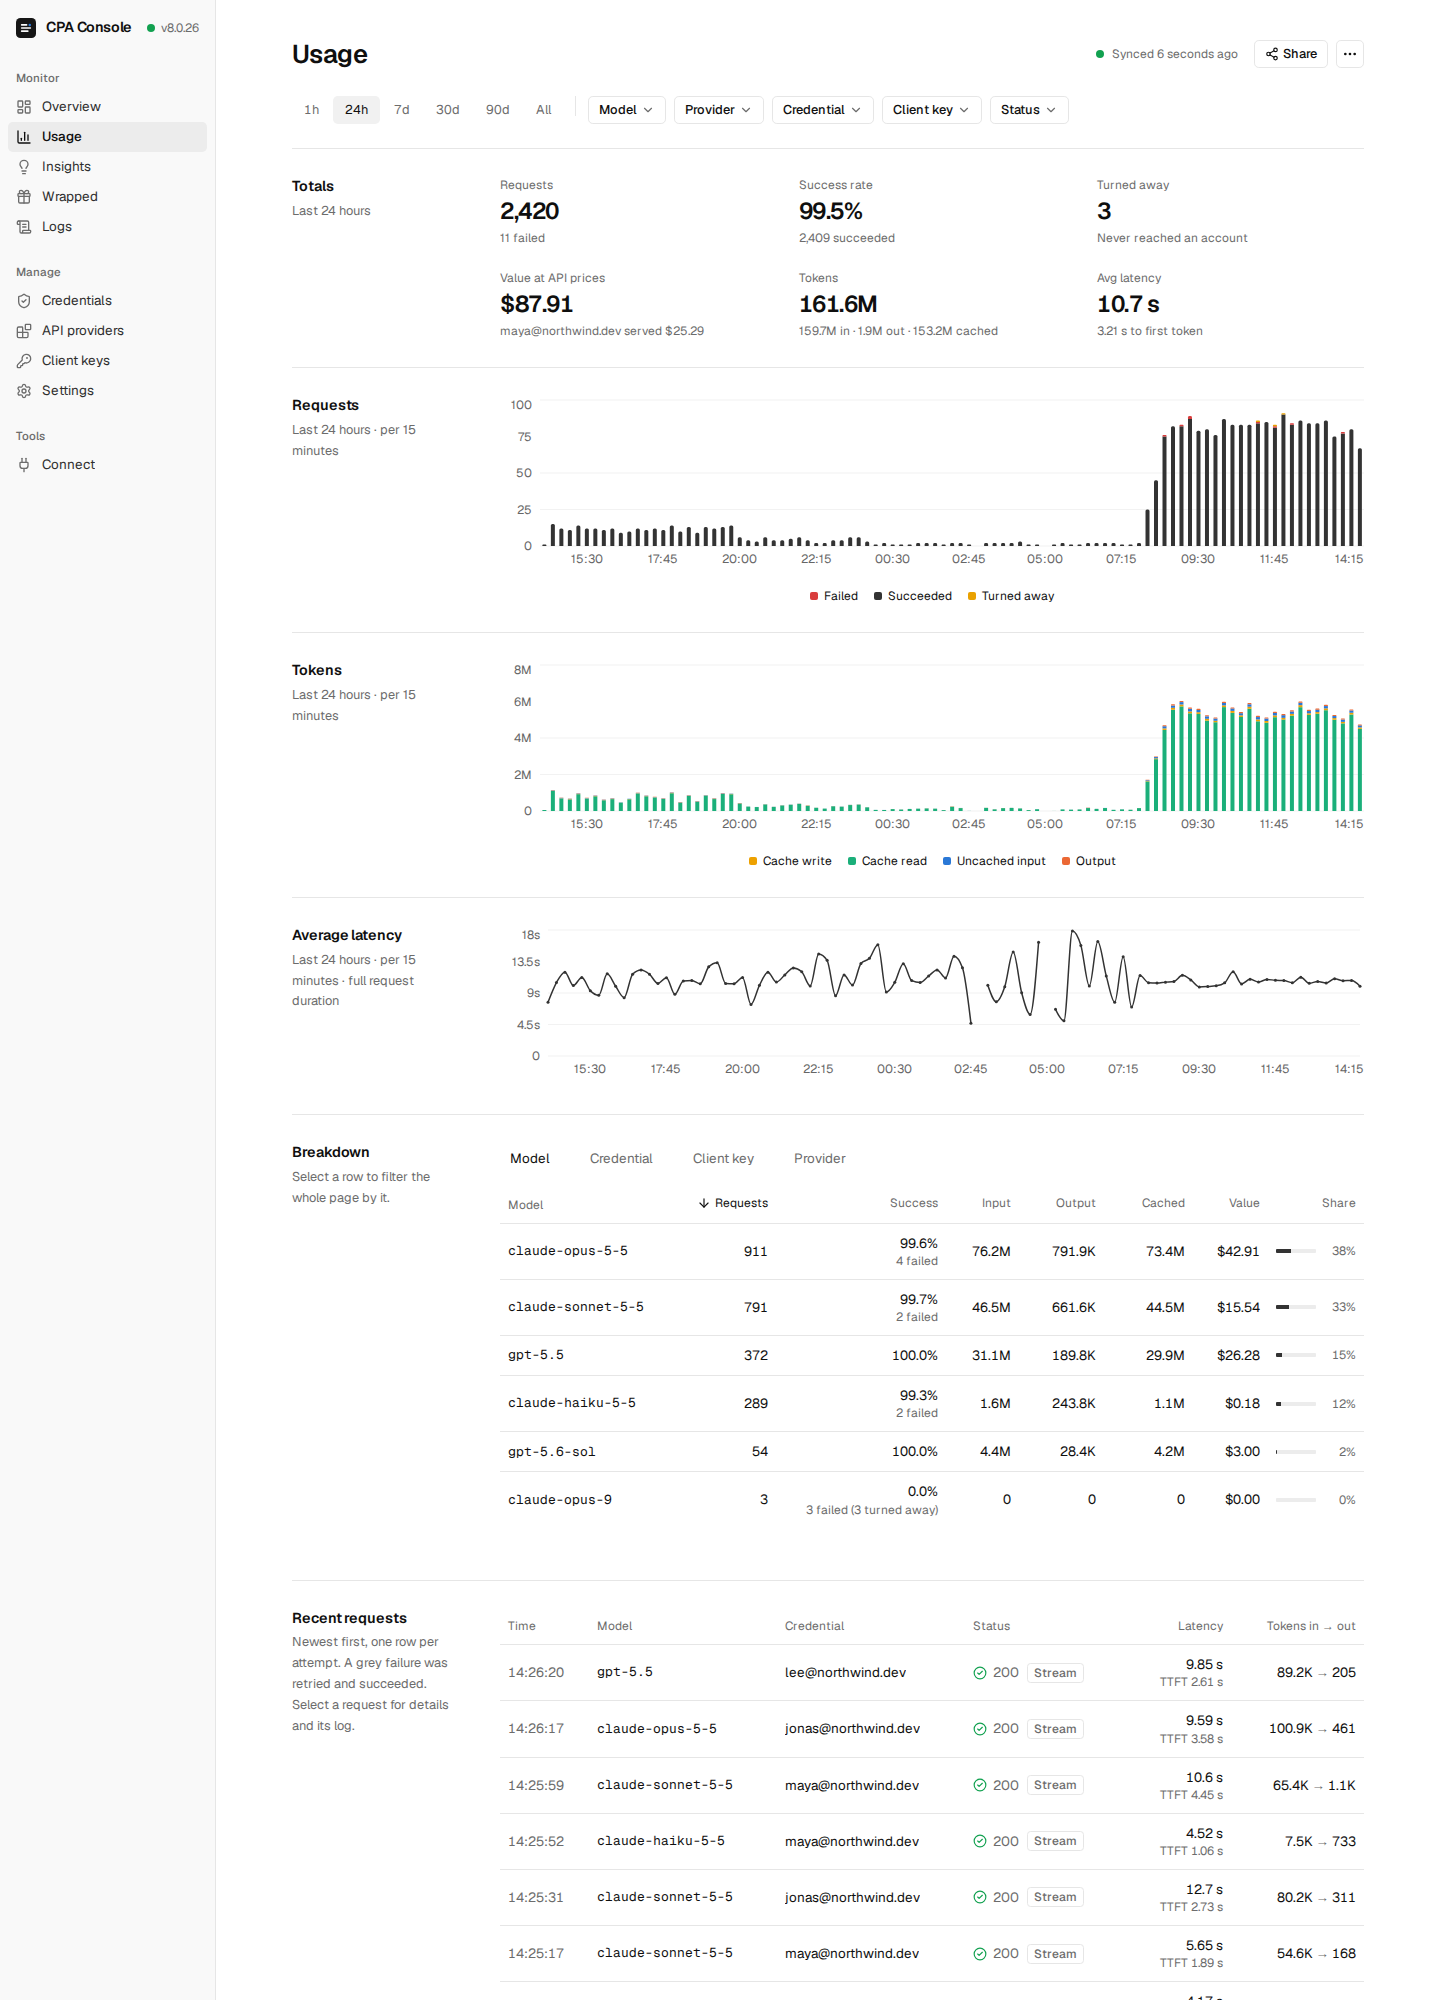 CPA Console
v8.0.26
Monitor
Overview
Usage
Insights
Wrapped
Logs
Manage
Credentials
API providers
Client keys
Settings
Tools
Connect
Usage
Synced 6 seconds ago
Share
1h 24h 7d 30d 90d All
Model Provider Credential Client key Status
Totals
Last 24 hours
Requests
2,420
11 failed
Success rate
99.5%
2,409 succeeded
Turned away
3
Never reached an account
Value at API prices
$87.91
maya@northwind.dev served $25.29
Tokens
161.6M
159.7M in · 1.9M out · 153.2M cached
Avg latency
10.7 s
3.21 s to first token
Requests
Last 24 hours · per 15
minutes
100
75
50
25
0
15:30 17:45 20:00 22:15 00:30 02:45 05:00 07:15 09:30 11:45 14:15
Failed Succeeded Turned away
Tokens
Last 24 hours · per 15
minutes
8M
6M
4M
2M
0
15:30 17:45 20:00 22:15 00:30 02:45 05:00 07:15 09:30 11:45 14:15
Cache write Cache read Uncached input Output
Average latency
Last 24 hours · per 15
minutes · full request
duration
18s
13.5s
9s
4.5s
0
15:30 17:45 20:00 22:15 00:30 02:45 05:00 07:15 09:30 11:45 14:15
Breakdown
Select a row to filter the
whole page by it.
Model Credential Client key Provider
Model ↓ Requests Success Input Output Cached Value Share
claude-opus-5-5 911 99.6% 76.2M 791.9K 73.4M $42.91 38%
4 failed
claude-sonnet-5-5 791 99.7% 46.5M 661.6K 44.5M $15.54 33%
2 failed
gpt-5.5 372 100.0% 31.1M 189.8K 29.9M $26.28 15%
claude-haiku-5-5 289 99.3% 1.6M 243.8K 1.1M $0.18 12%
2 failed
gpt-5.6-sol 54 100.0% 4.4M 28.4K 4.2M $3.00 2%
claude-opus-9 3 0.0% 0 0 0 $0.00 0%
3 failed (3 turned away)
Recent requests
Newest first, one row per
attempt. A grey failure was
retried and succeeded.
Select a request for details
and its log.
Time Model Credential Status Latency Tokens in → out
14:26:20 gpt-5.5 lee@northwind.dev 200 Stream 9.85 s 89.2K → 205
TTFT 2.61 s
14:26:17 claude-opus-5-5 jonas@northwind.dev 200 Stream 9.59 s 100.9K → 461
TTFT 3.58 s
14:25:59 claude-sonnet-5-5 maya@northwind.dev 200 Stream 10.6 s 65.4K → 1.1K
TTFT 4.45 s
14:25:52 claude-haiku-5-5 maya@northwind.dev 200 Stream 4.52 s 7.5K → 733
TTFT 1.06 s
14:25:31 claude-sonnet-5-5 jonas@northwind.dev 200 Stream 12.7 s 80.2K → 311
TTFT 2.73 s
14:25:17 claude-sonnet-5-5 maya@northwind.dev 200 Stream 5.65 s 54.6K → 168
TTFT 1.89 s